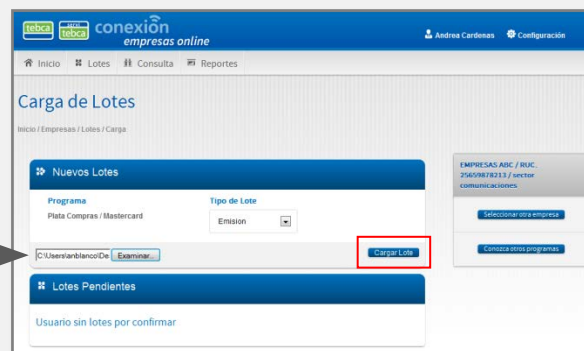 tebca servi tebca conexión
empresas online
Andrea Cardenas Configuración
Inicio Lotes Consulta Reportes
Carga de Lotes
Inicio / Empresas / Lotes / Carga
Nuevos Lotes
Programa Tipo de Lote
Plata Compras / Mastercard Emision
C:\Users\anblanco\De Examinar... Cargar Lote
Lotes Pendientes
Usuario sin lotes por confirmar
EMPRESAS ABC / RUC.
25659878213 / sector
comunicaciones
Seleccionar otra empresa
Conozca otros programas